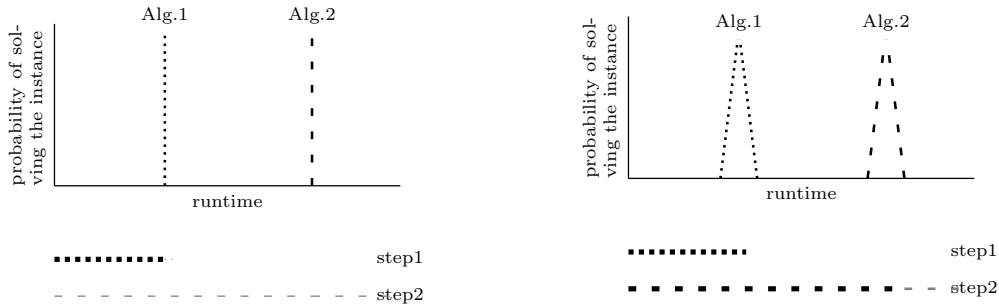 Alg.1
Alg.2
probability of sol-
ving the instance
runtime
step1
step2
Alg.1
Alg.2
probability of sol-
ving the instance
runtime
step1
step2